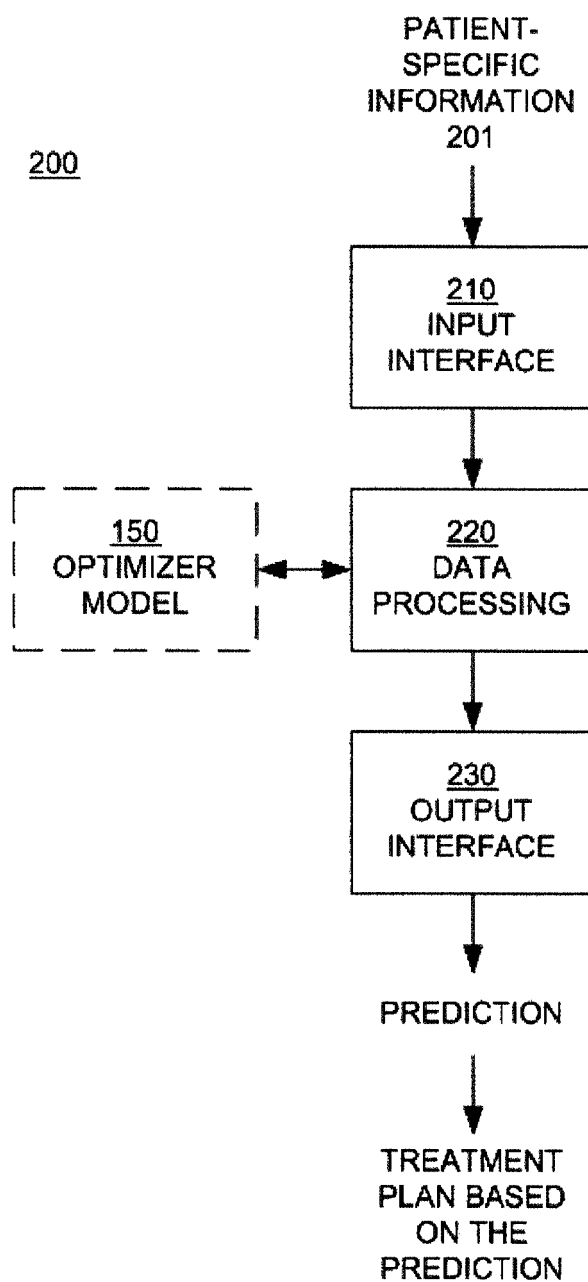 PATIENT-
SPECIFIC
INFORMATION
201
200
210
INPUT
INTERFACE
150
OPTIMIZER
MODEL
220
DATA
PROCESSING
230
OUTPUT
INTERFACE
PREDICTION
TREATMENT
PLAN BASED
ON THE
PREDICTION